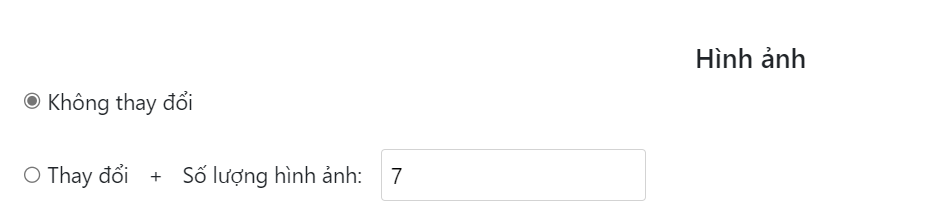 Hình ảnh
Không thay đổi
Thay đổi + Số lượng hình ảnh: 7